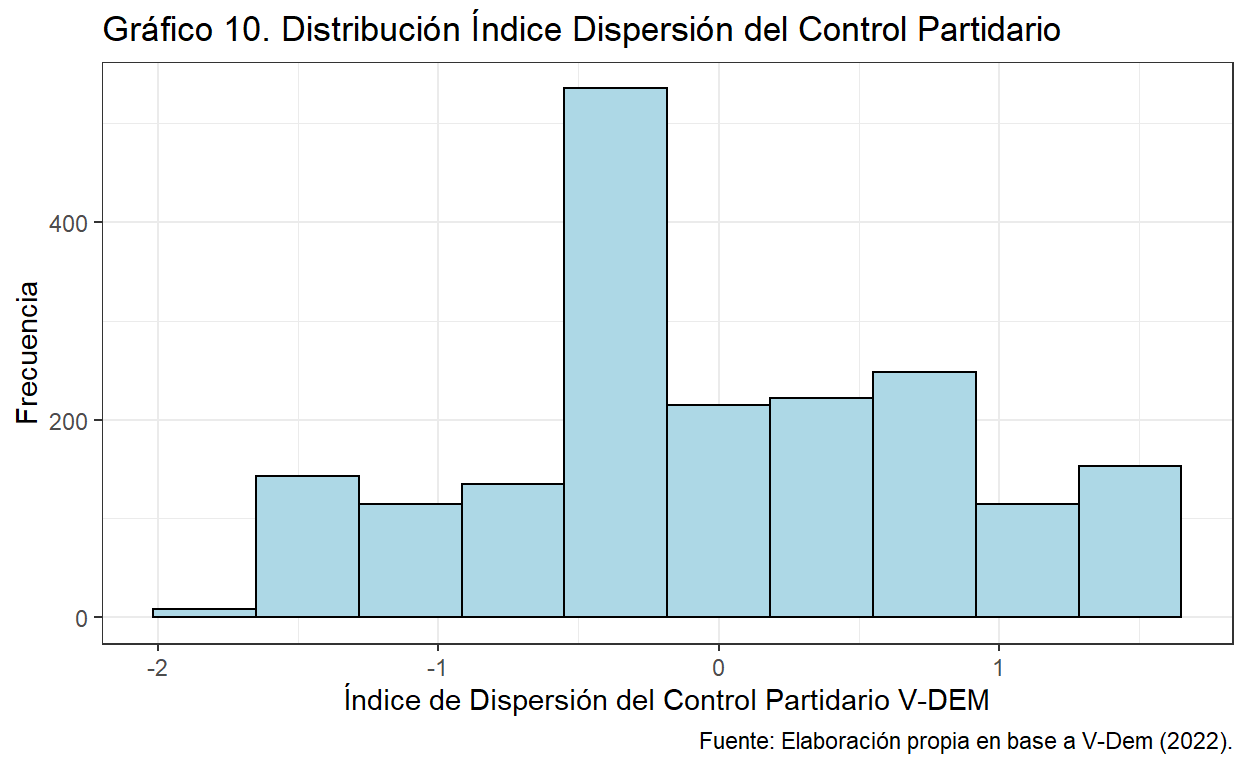 Gráfico 10. Distribución Índice Dispersión del Control Partidario
Frecuencia
400
200
0
-2
-1
0
1
Índice de Dispersión del Control Partidario V-DEM
Fuente: Elaboración propia en base a V-Dem (2022).